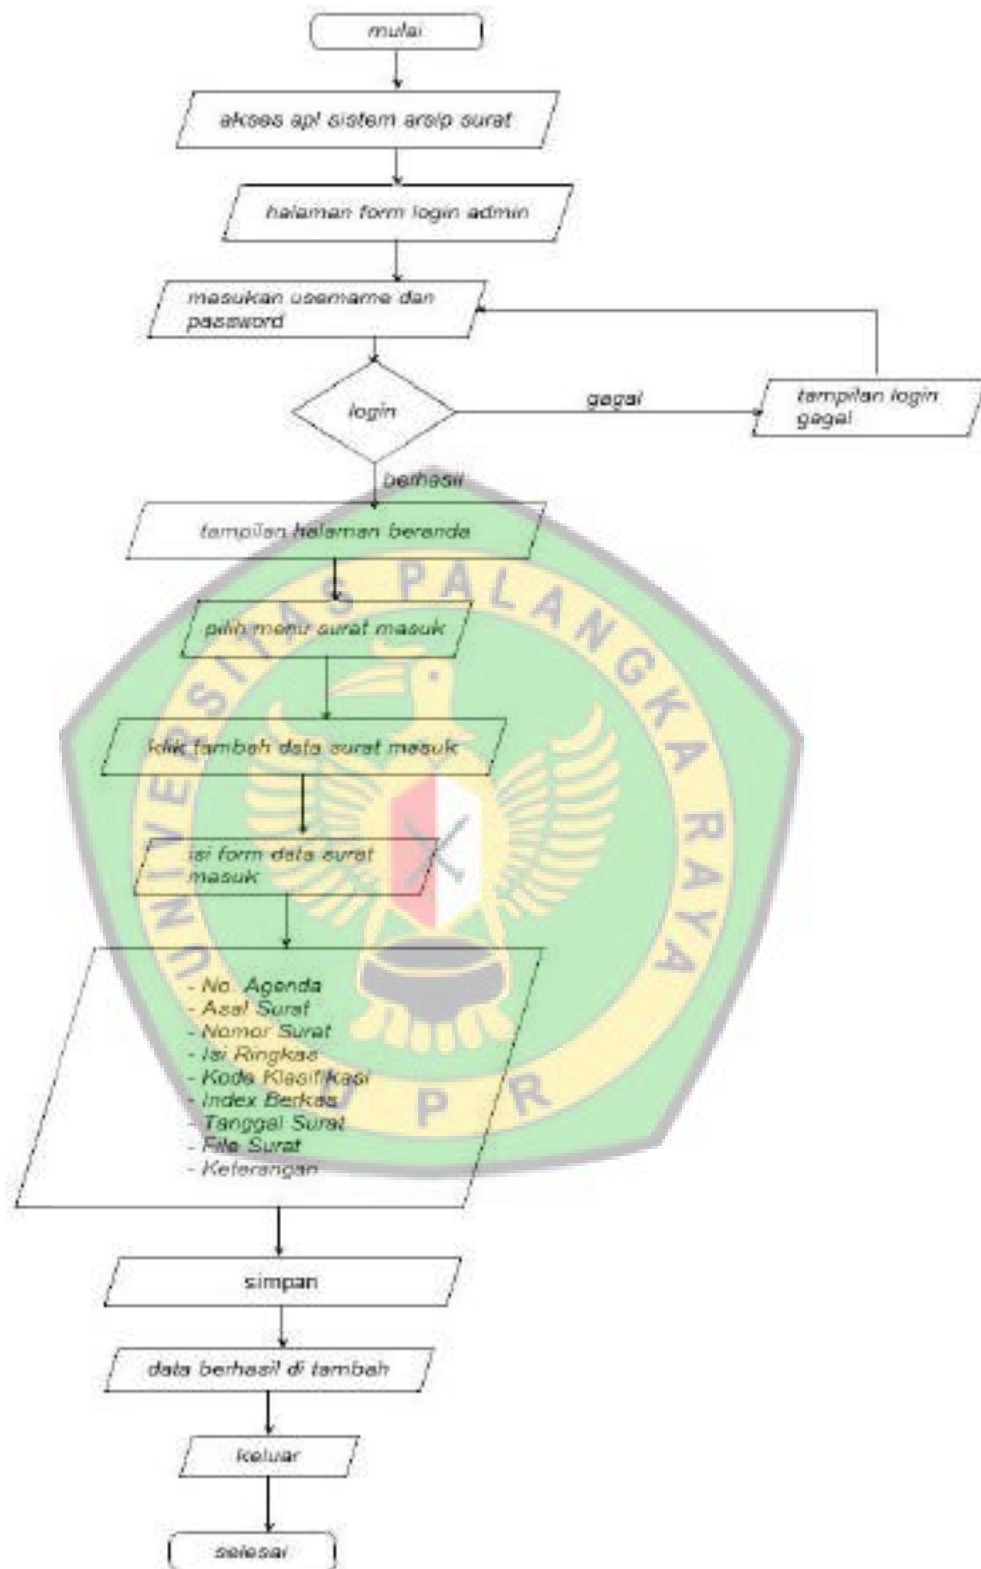 mulai
akses apl sistem arsip surat
halaman form login admin
masukan username dan
password
login
gagal
tampilan login
gagal
berhasil
tampilan halaman beranda
pilih menu surat masuk
klik tambah data surat masuk
isi form data surat
masuk
- No. Agenda
- Asal Surat
- Nomor Surat
- Isi Ringkas
- Kode Klasifikasi
- Index Berkas
- Tanggal Surat
- File Surat
- Keterangan
simpan
data berhasil di tambah
keluar
selesai
UNIVERSITAS PALANGKA RAYA
U P R